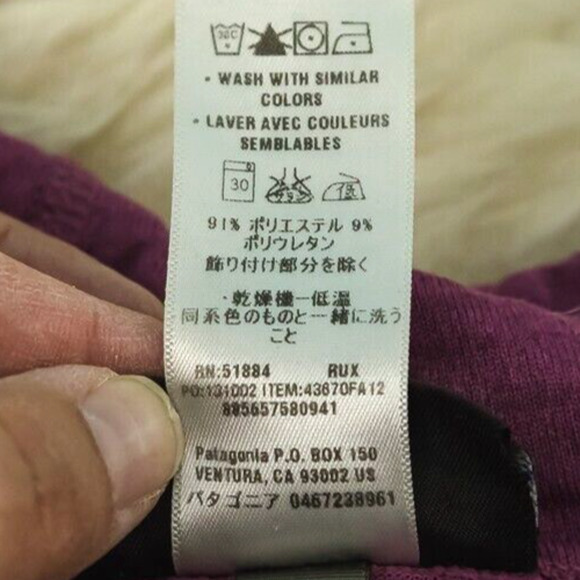 30C
• WASH WITH SIMILAR
COLORS
• LAVER AVEC COULEURS
SEMBLABLES
30 低
91% ポリエステル 9%
ポリウレタン
飾り付け部分を除く
・乾燥機一低温
同系色のものと一緒に洗う
こと
RN:51884 RUX
PO:131002 ITEM:43670FA12
885657580941
Patagonia P.O. BOX 150
VENTURA, CA 93002 US
パタゴニア 0467238961